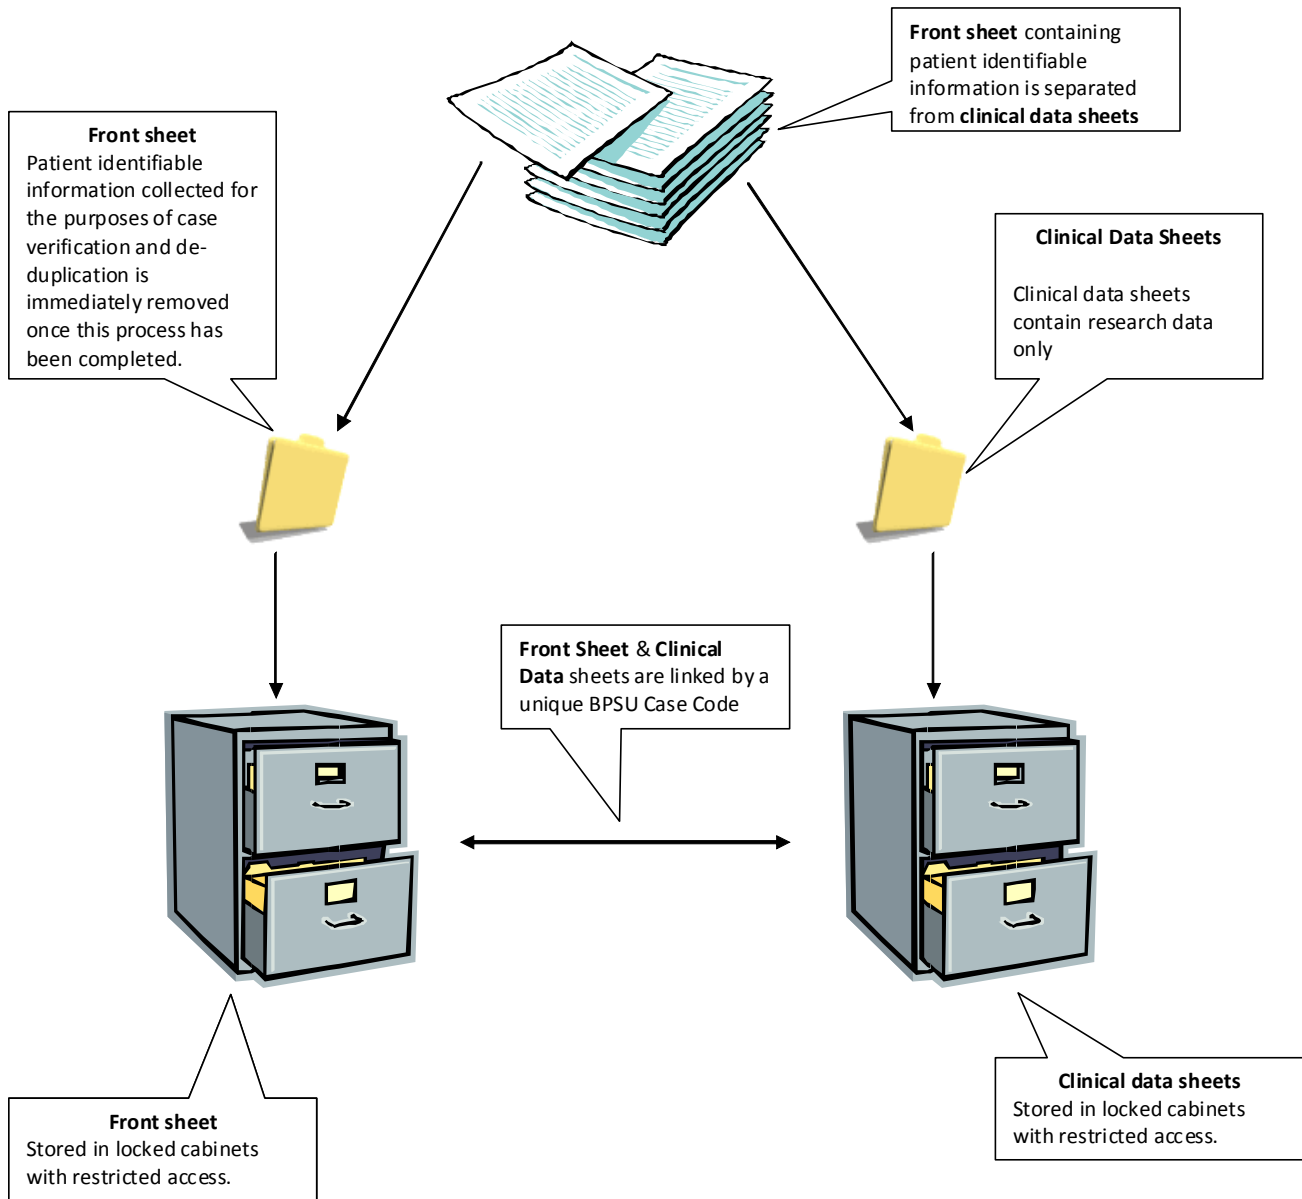 Front sheet containing
patient identifiable
information is separated
from clinical data sheets
Front sheet
Patient identifiable
information collected for
the purposes of case
verification and de-
duplication is
immediately removed
once this process has
been completed.
Clinical Data Sheets
Clinical data sheets
contain research data
only
Front Sheet & Clinical
Data sheets are linked by a
unique BPSU Case Code
Front sheet
Stored in locked cabinets
with restricted access.
Clinical data sheets
Stored in locked cabinets
with restricted access.